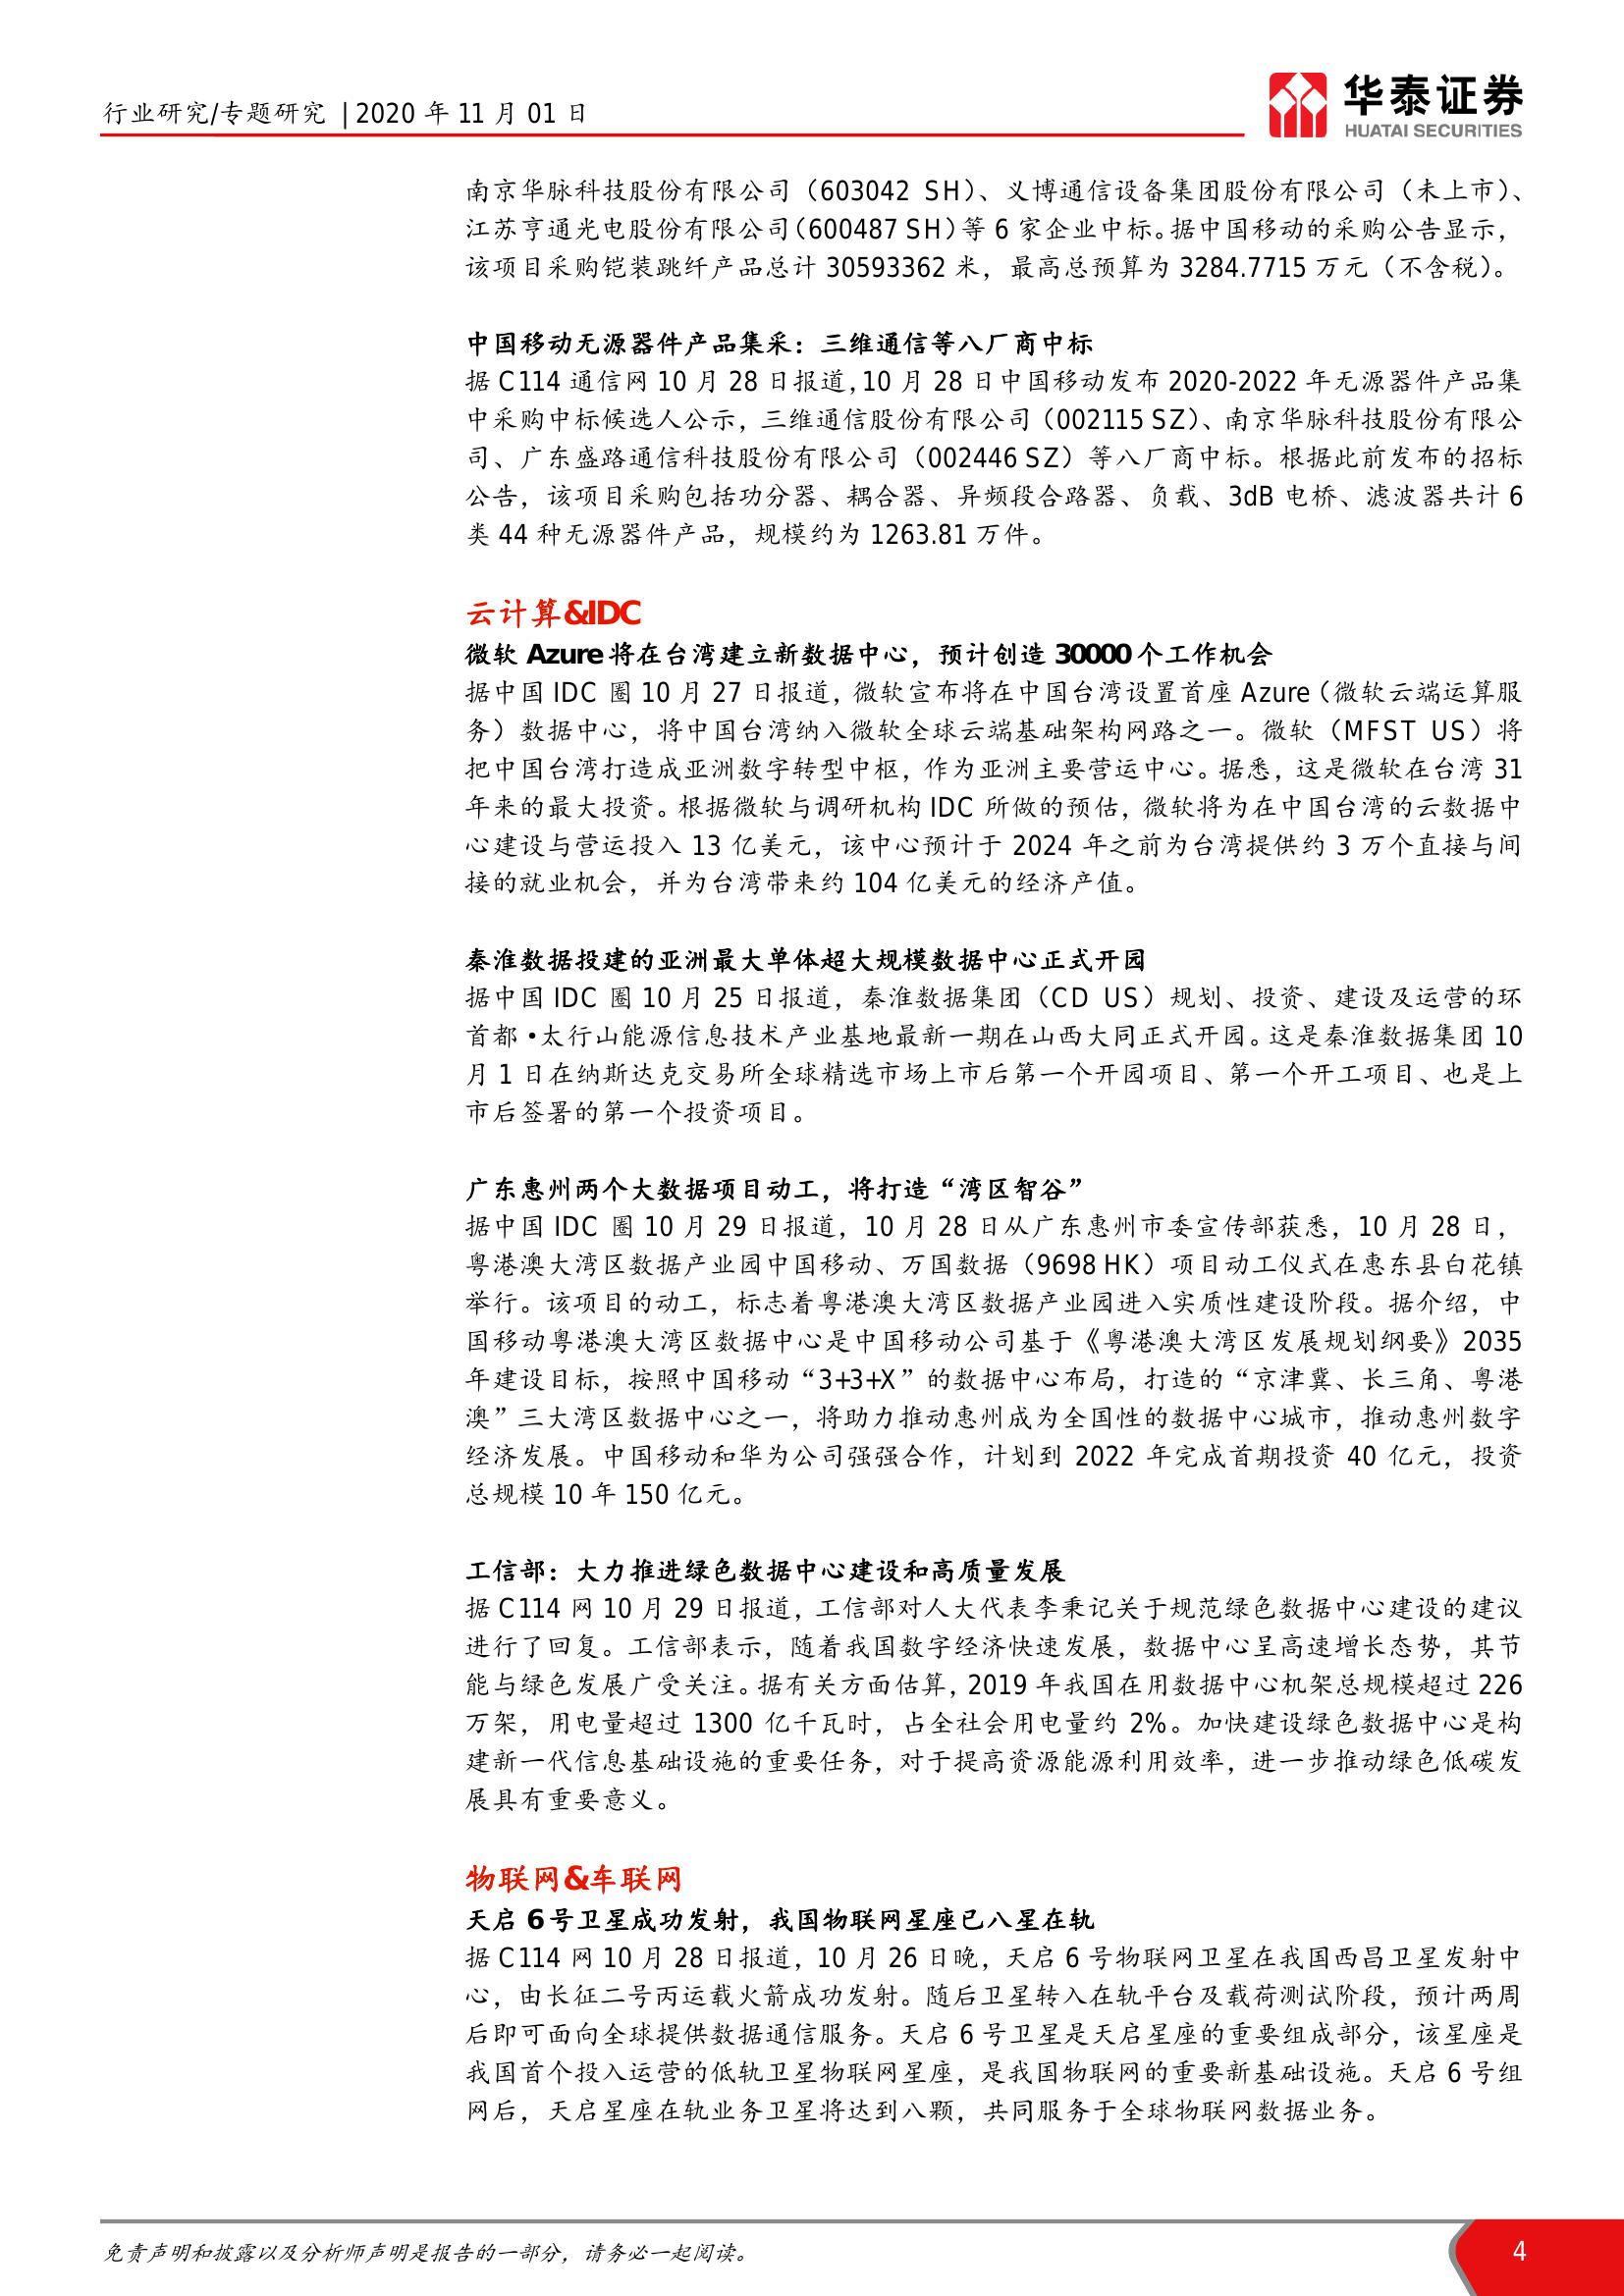 行业研究/专题研究 | 2020 年 11 月 01 日
华泰证券
HUATAI SECURITIES
南京华脉科技股份有限公司（603042 SH）、义博通信设备集团股份有限公司（未上市）、
江苏亨通光电股份有限公司（600487 SH）等 6 家企业中标。据中国移动的采购公告显示，
该项目采购铠装跳纤产品总计 30593362 米，最高总预算为 3284.7715 万元（不含税）。
中国移动无源器件产品集采：三维通信等八厂商中标
据 C114 通信网 10 月 28 日报道，10 月 28 日中国移动发布 2020-2022 年无源器件产品集
中采购中标候选人公示，三维通信股份有限公司（002115 SZ）、南京华脉科技股份有限公
司、广东盛路通信科技股份有限公司（002446 SZ）等八厂商中标。根据此前发布的招标
公告，该项目采购包括功分器、耦合器、异频段合路器、负载、3dB 电桥、滤波器共计 6
类 44 种无源器件产品，规模约为 1263.81 万件。
云计算&IDC
微软 Azure 将在台湾建立新数据中心，预计创造 30000 个工作机会
据中国 IDC 圈 10 月 27 日报道，微软宣布将在中国台湾设置首座 Azure（微软云端运算服
务）数据中心，将中国台湾纳入微软全球云端基础架构网路之一。微软（MFST US）将
把中国台湾打造成亚洲数字转型中枢，作为亚洲主要营运中心。据悉，这是微软在台湾 31
年来的最大投资。根据微软与调研机构 IDC 所做的预估，微软将为在中国台湾的云数据中
心建设与营运投入 13 亿美元，该中心预计于 2024 年之前为台湾提供约 3 万个直接与间
接的就业机会，并为台湾带来约 104 亿美元的经济产值。
秦淮数据投建的亚洲最大单体超大规模数据中心正式开园
据中国 IDC 圈 10 月 25 日报道，秦淮数据集团（CD US）规划、投资、建设及运营的环
首都•太行山能源信息技术产业基地最新一期在山西大同正式开园。这是秦淮数据集团 10
月 1 日在纳斯达克交易所全球精选市场上市后第一个开园项目、第一个开工项目、也是上
市后签署的第一个投资项目。
广东惠州两个大数据项目动工，将打造“湾区智谷”
据中国 IDC 圈 10 月 29 日报道，10 月 28 日从广东惠州市委宣传部获悉，10 月 28 日，
粤港澳大湾区数据产业园中国移动、万国数据（9698 HK）项目动工仪式在惠东县白花镇
举行。该项目的动工，标志着粤港澳大湾区数据产业园进入实质性建设阶段。据介绍，中
国移动粤港澳大湾区数据中心是中国移动公司基于《粤港澳大湾区发展规划纲要》2035
年建设目标，按照中国移动“3+3+X”的数据中心布局，打造的“京津冀、长三角、粤港
澳”三大湾区数据中心之一，将助力推动惠州成为全国性的数据中心城市，推动惠州数字
经济发展。中国移动和华为公司强强合作，计划到 2022 年完成首期投资 40 亿元，投资
总规模 10 年 150 亿元。
工信部：大力推进绿色数据中心建设和高质量发展
据 C114 网 10 月 29 日报道，工信部对人大代表李秉记关于规范绿色数据中心建设的建议
进行了回复。工信部表示，随着我国数字经济快速发展，数据中心呈高速增长态势，其节
能与绿色发展广受关注。据有关方面估算，2019 年我国在用数据中心机架总规模超过 226
万架，用电量超过 1300 亿千瓦时，占全社会用电量约 2%。加快建设绿色数据中心是构
建新一代信息基础设施的重要任务，对于提高资源能源利用效率，进一步推动绿色低碳发
展具有重要意义。
物联网&车联网
天启 6 号卫星成功发射，我国物联网星座已八星在轨
据 C114 网 10 月 28 日报道，10 月 26 日晚，天启 6 号物联网卫星在我国西昌卫星发射中
心，由长征二号丙运载火箭成功发射。随后卫星转入在轨平台及载荷测试阶段，预计两周
后即可面向全球提供数据通信服务。天启 6 号卫星是天启星座的重要组成部分，该星座是
我国首个投入运营的低轨卫星物联网星座，是我国物联网的重要新基础设施。天启 6 号组
网后，天启星座在轨业务卫星将达到八颗，共同服务于全球物联网数据业务。
免责声明和披露以及分析师声明是报告的一部分，请务必一起阅读。
4